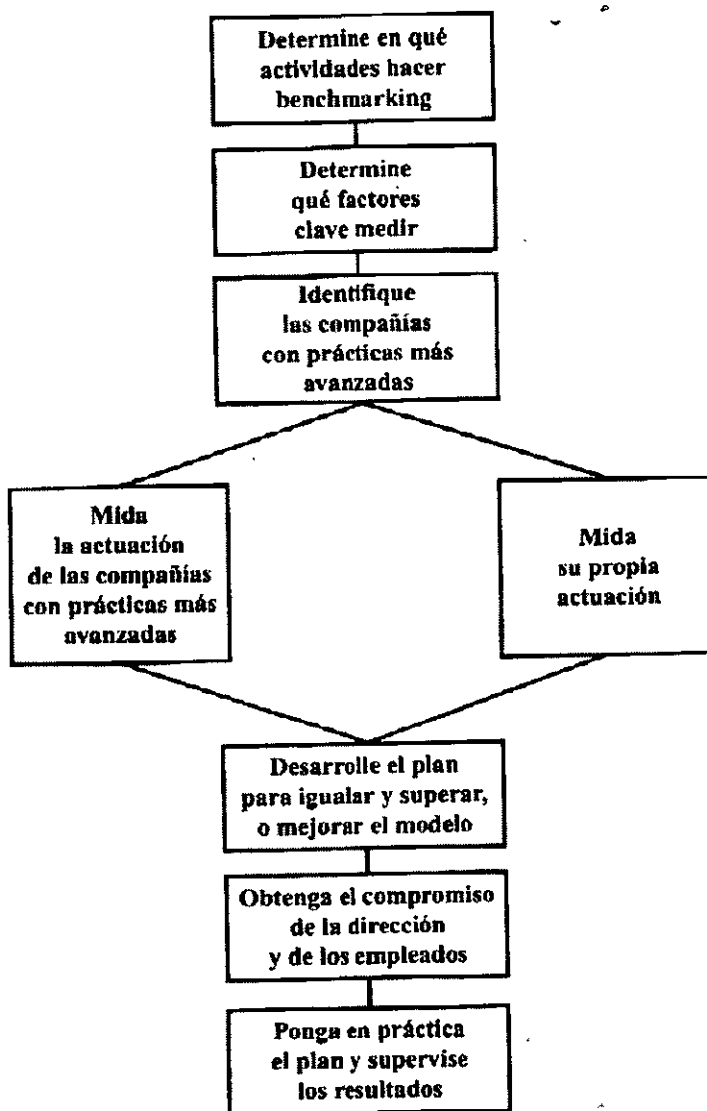 Determine en qué
actividades hacer
benchmarking
Determine
qué factores
clave medir
Identifique
las compañías
con prácticas más
avanzadas
Mida
la actuación
de las compañías
con prácticas más
avanzadas
Mida
su propia
actuación
Desarrolle el plan
para igualar y superar,
o mejorar el modelo
Obtenga el compromiso
de la dirección
y de los empleados
Ponga en práctica
el plan y supervise
los resultados